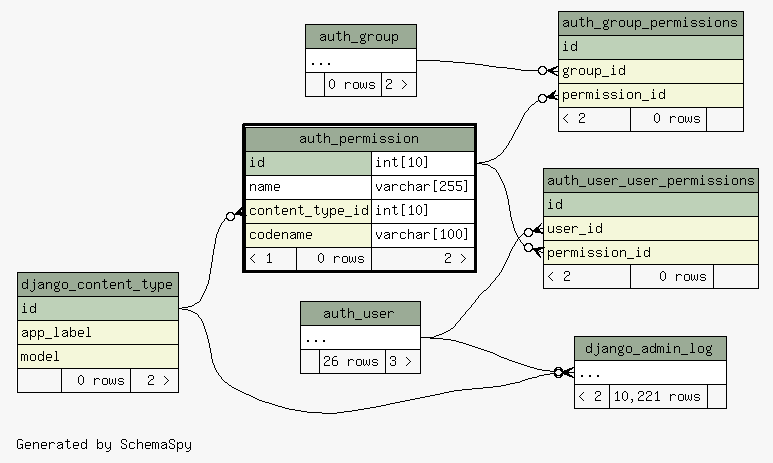 auth_group
...
0 rows 2 >
auth_group_permissions
id
group_id
permission_id
< 2 0 rows
auth_permission
id int[10]
name varchar[255]
content_type_id int[10]
codename varchar[100]
< 1 0 rows 2 >
auth_user_user_permissions
id
user_id
permission_id
< 2 0 rows
django_content_type
id
app_label
model
0 rows 2 >
auth_user
...
26 rows 3 >
django_admin_log
...
< 2 10,221 rows
Generated by SchemaSpy